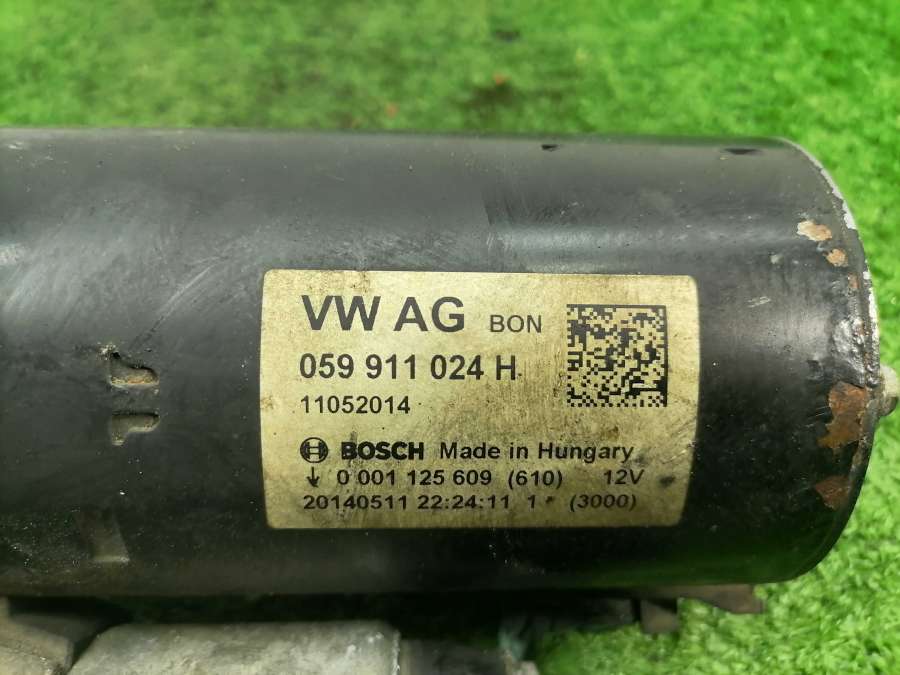 VW AG BON
059 911 024 H
11052014
BOSCH Made in Hungary
0 001 125 609 (610) 12V
20140511 22:24:11 1* (3000)